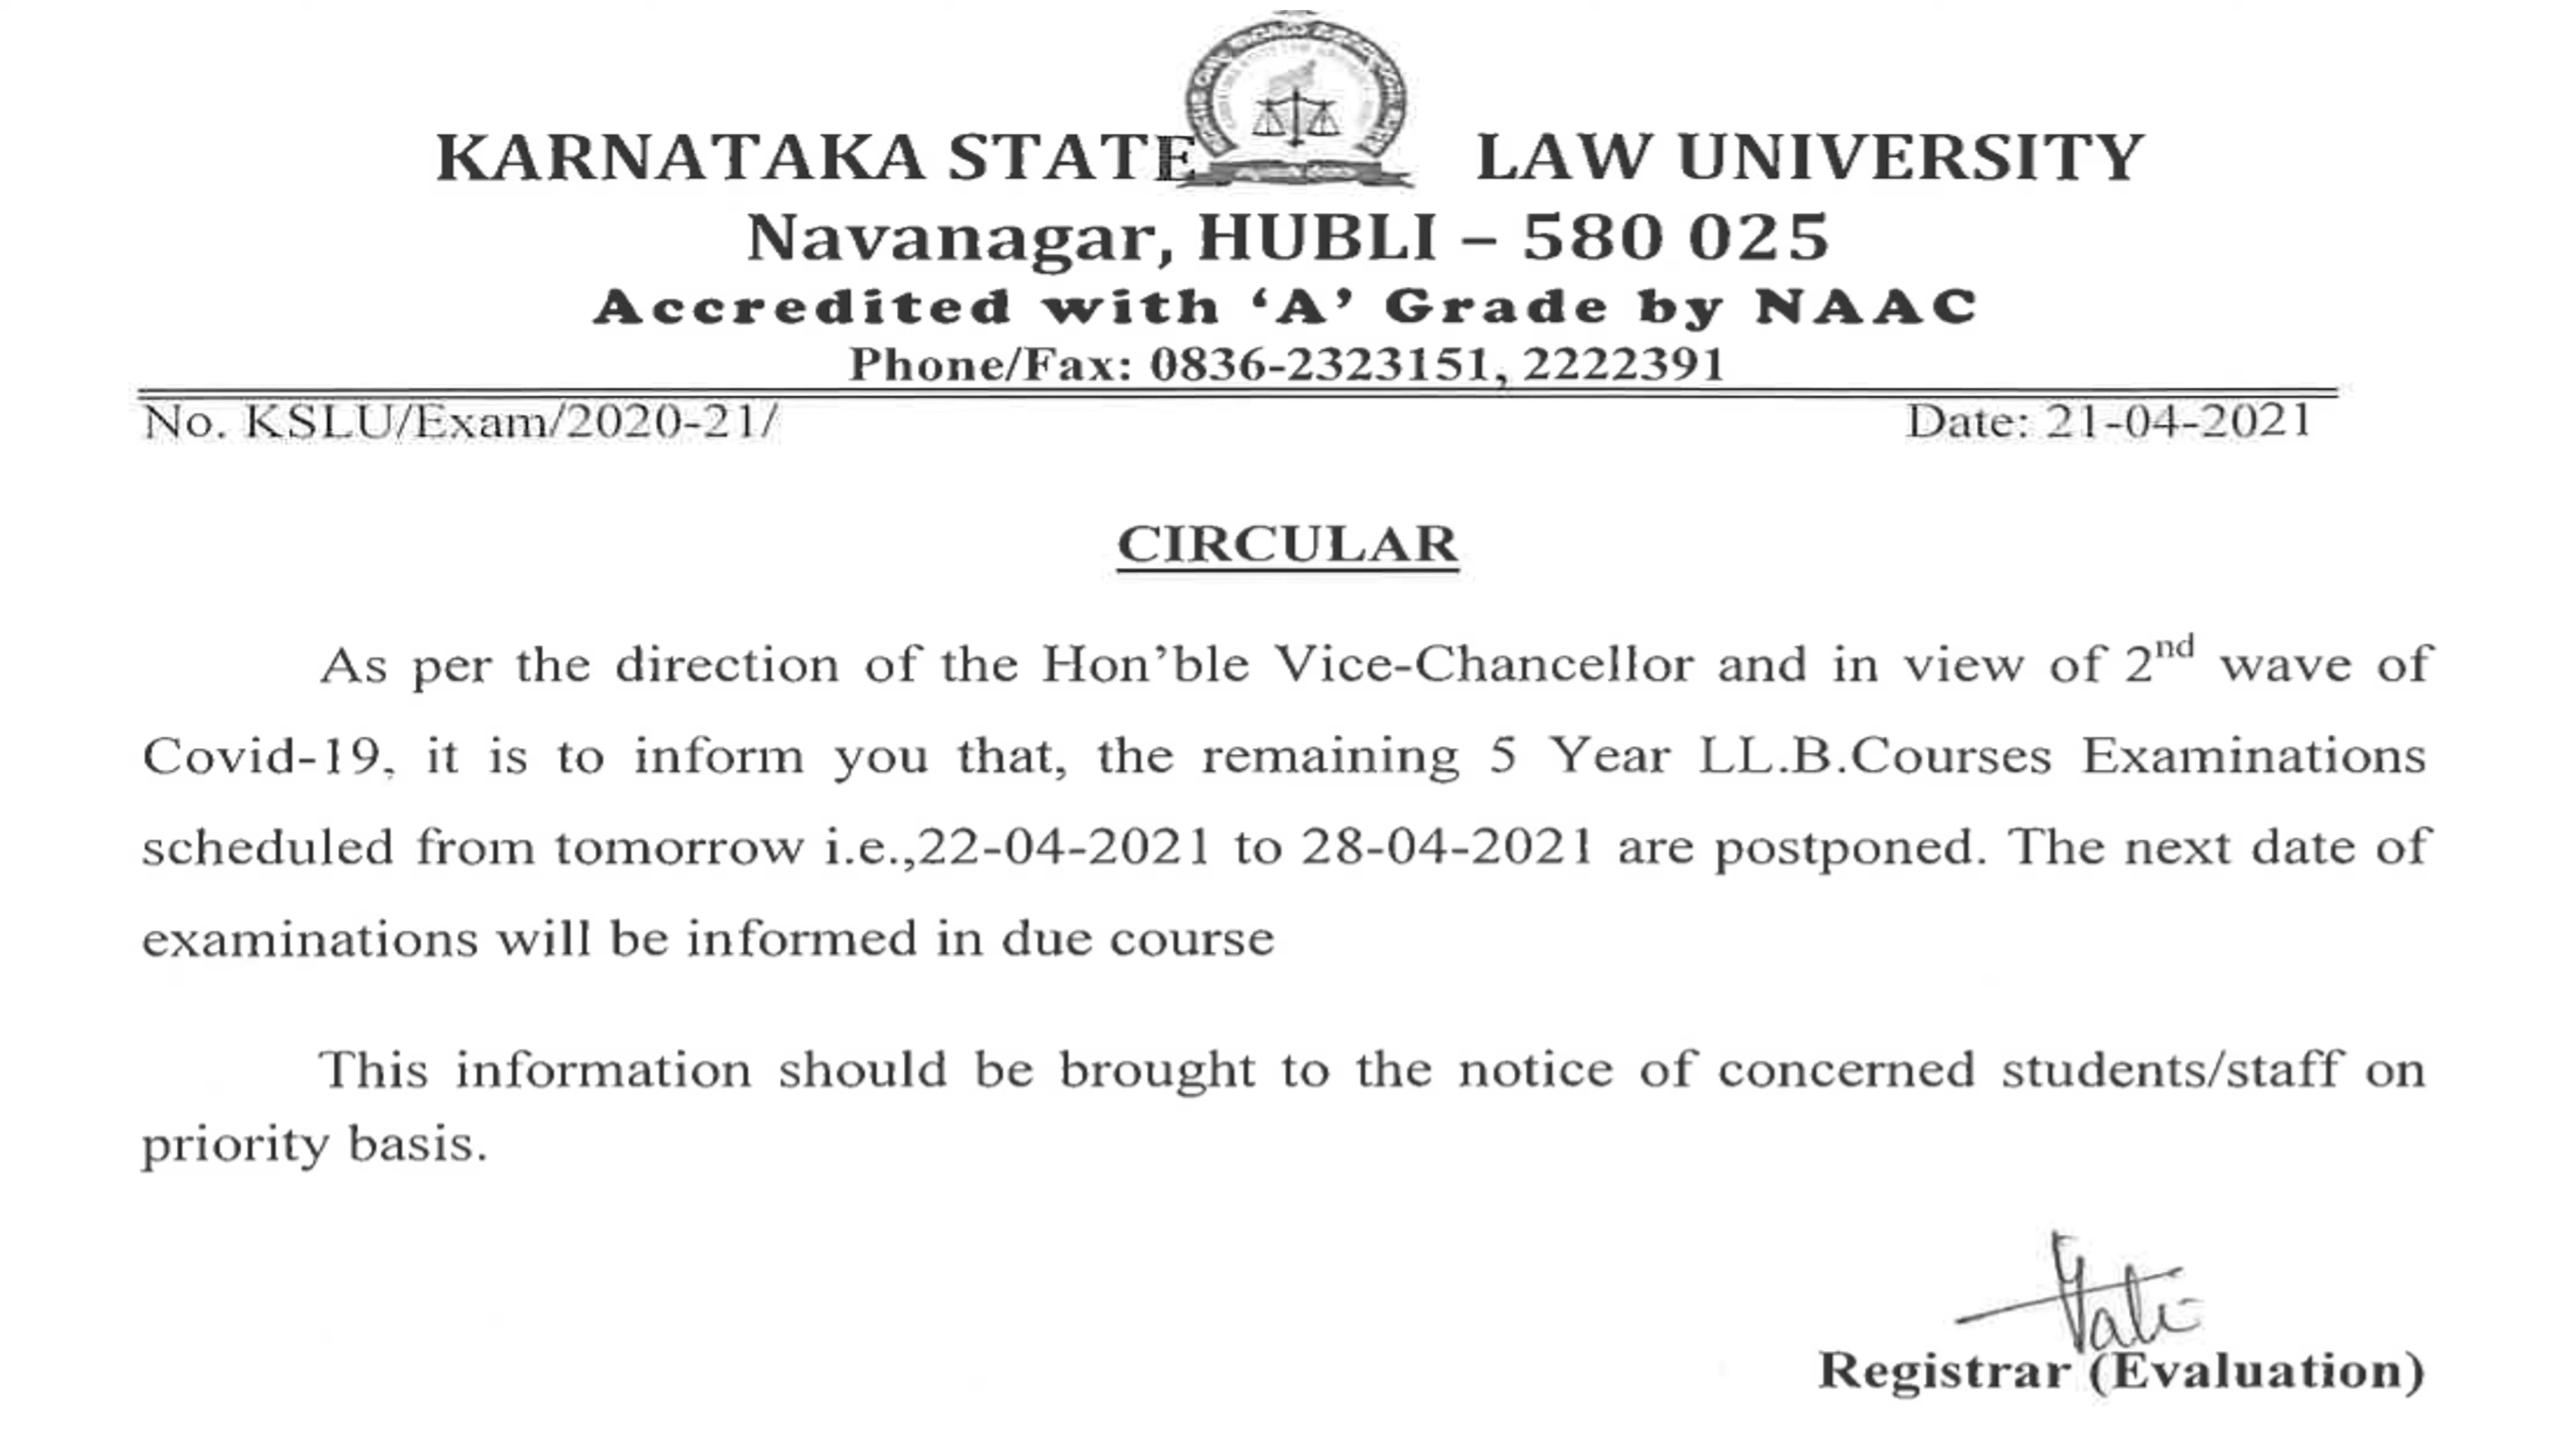 KARNATAKA STATE LAW UNIVERSITY
Navanagar, HUBLI – 580 025
Accredited with ‘A’ Grade by NAAC
Phone/Fax: 0836-2323151, 2222391
No. KSLU/Exam/2020-21/ Date: 21-04-2021
CIRCULAR
As per the direction of the Hon’ble Vice-Chancellor and in view of 2nd wave of
Covid-19, it is to inform you that, the remaining 5 Year LL.B.Courses Examinations
scheduled from tomorrow i.e.,22-04-2021 to 28-04-2021 are postponed. The next date of
examinations will be informed in due course
This information should be brought to the notice of concerned students/staff on
priority basis.
Registrar (Evaluation)